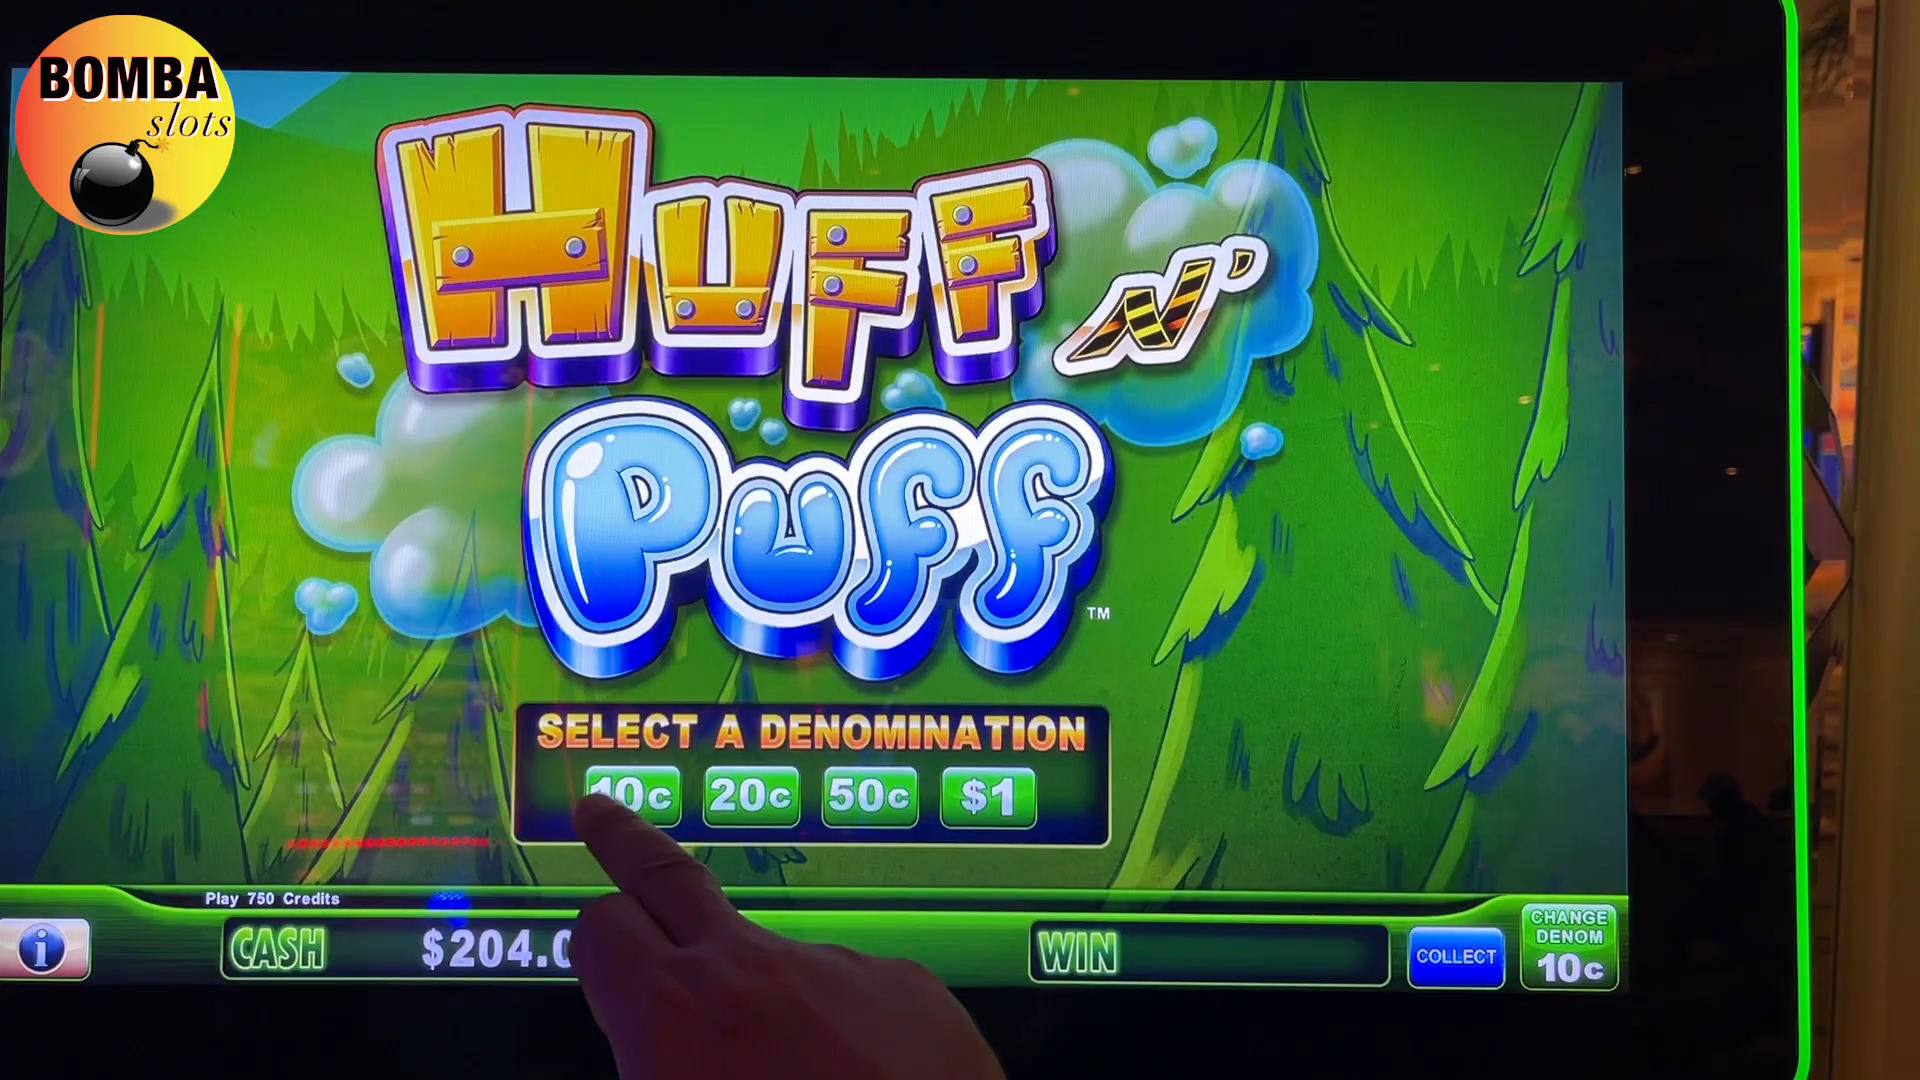 BOMBA
slots
HUFF N'
PUFF
TM
SELECT A DENOMINATION
10c 20c 50c $1
Play 750 Credits
CASH $204.0
WIN
COLLECT
CHANGE
DENOM
10c